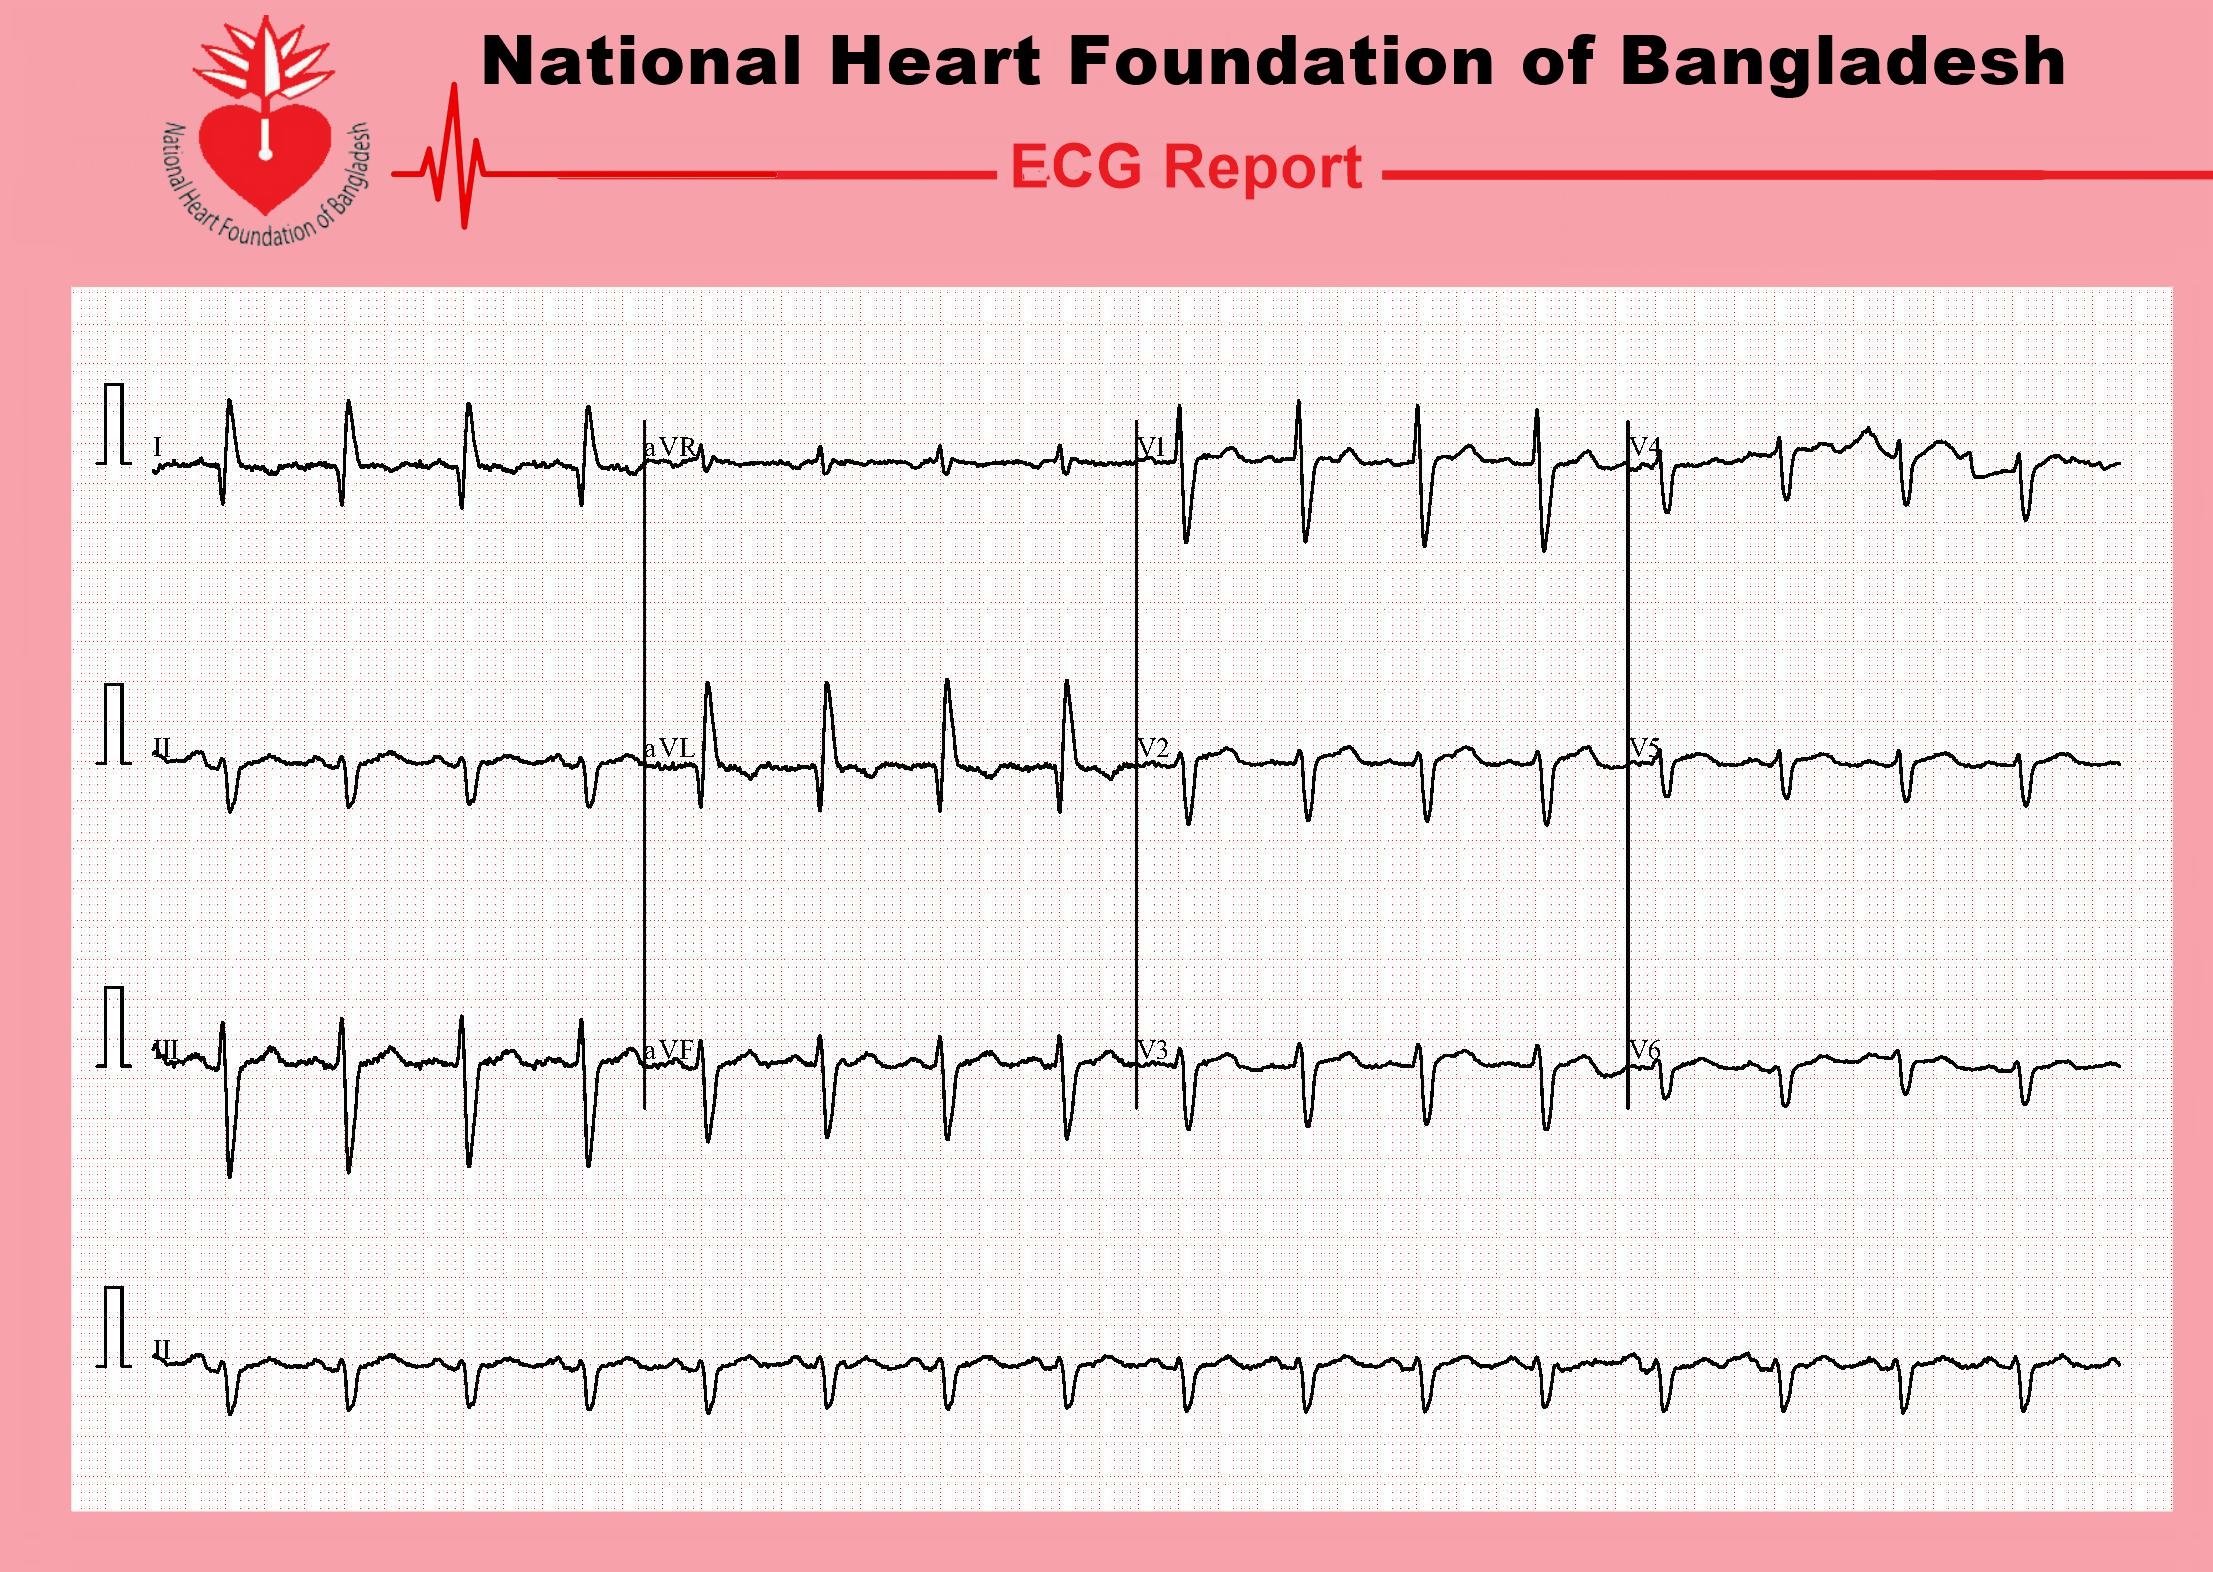 National Heart Foundation of Bangladesh
National Heart Foundation of Bangladesh
ECG Report
I
aVR
V1
V4
II
aVL
V2
V5
III
aVF
V3
V6
II